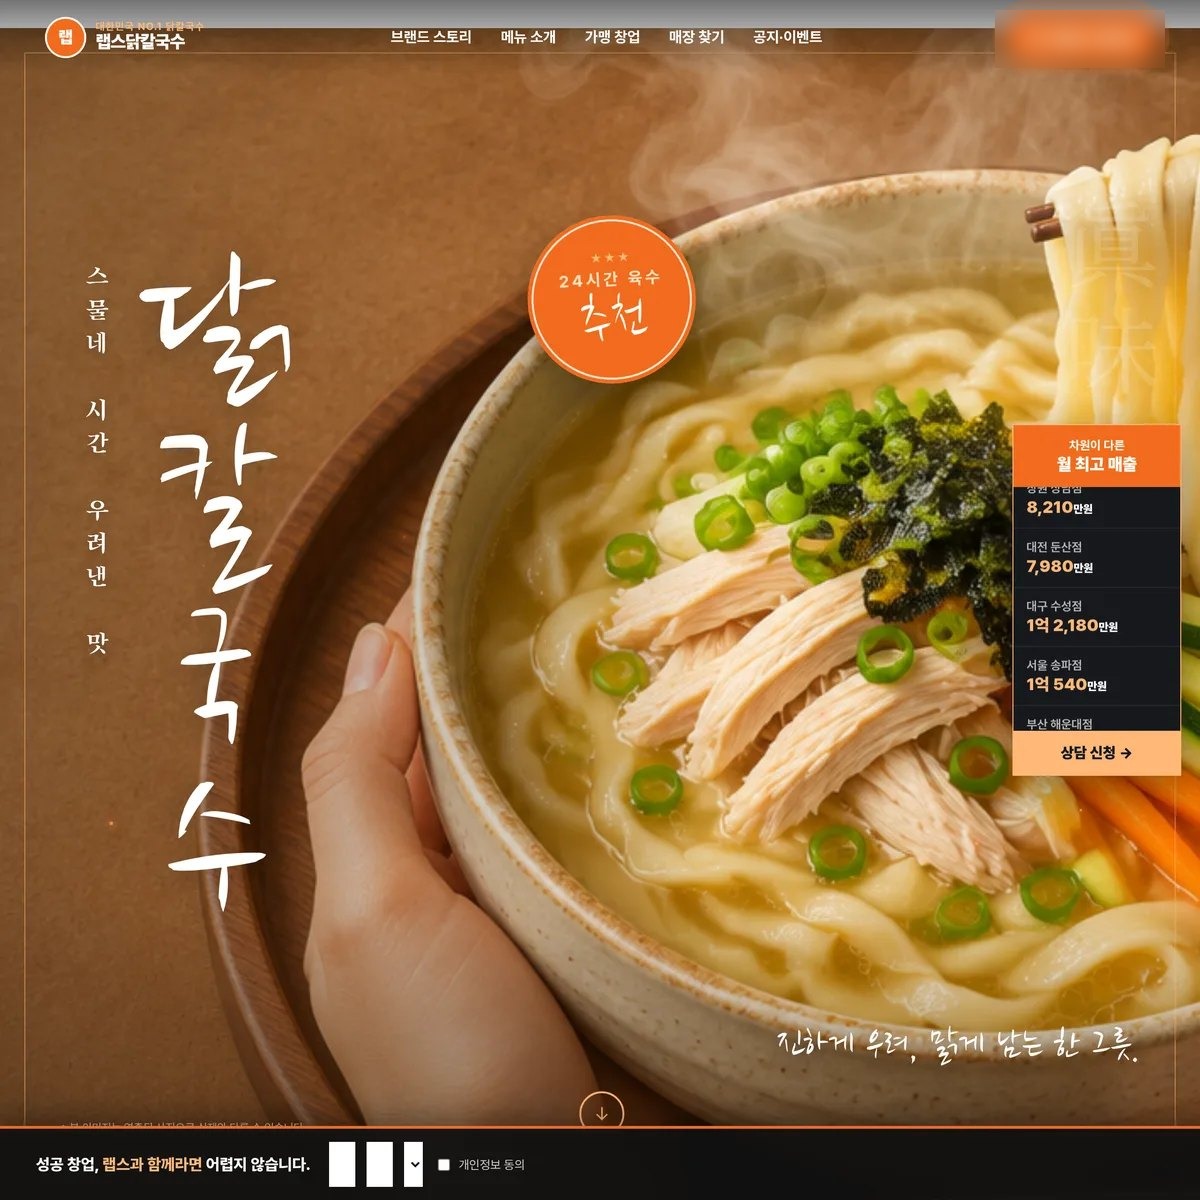 랩
대한민국 NO.1 닭칼국수
랩스닭칼국수
브랜드 스토리
메뉴 소개
가맹 창업
매장 찾기
공지·이벤트
스물네 시간 우려낸 맛
닭칼국수
★★★
24시간 육수
추천
眞味
차원이 다른
월 최고 매출
창원 상남점
8,210만원
대전 둔산점
7,980만원
대구 수성점
1억 2,180만원
서울 송파점
1억 540만원
부산 해운대점
상담 신청 →
진하게 우려, 맑게 남는 한 그릇.
성공 창업, 랩스과 함께라면 어렵지 않습니다.
개인정보 동의